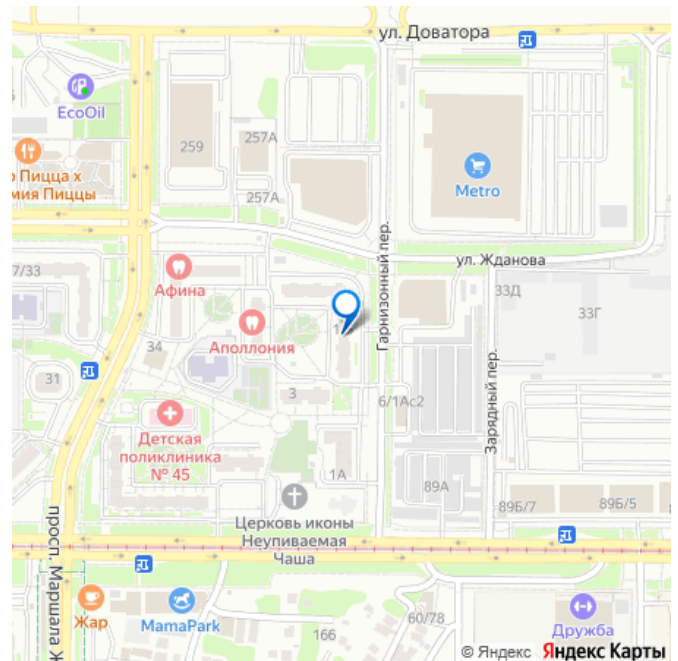 ул. Доватора
EcoOil
257А
259
Пицца х
мия Пиццы
Metro
257А
Гарнизонный пер.
ул. Жданова
7/33
Афина
33Д
33Г
Аполлония
34
31
Зарядный пер.
3
6/1Ас2
Детская
поликлиника
№ 45
1А
89А
89Б/7
89Б/5
Церковь иконы
Неупиваемая
Чаша
просп. Маршала Ж
Жар
MamaPark
166
60/78
Дружба
© Яндекс Яндекс Карты